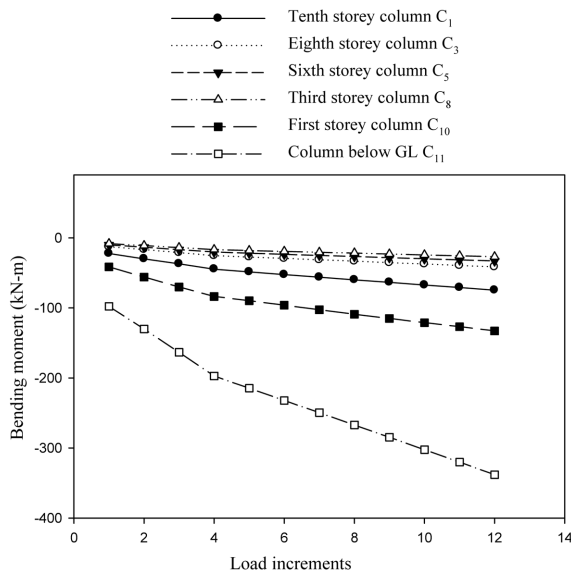 Tenth storey column C₁
Eighth storey column C₃
Sixth storey column C₅
Third storey column C₈
First storey column C₁₀
Column below GL C₁₁
0
-100
-200
-300
-400
Bending moment (kN-m)
0 2 4 6 8 10 12 14
Load increments